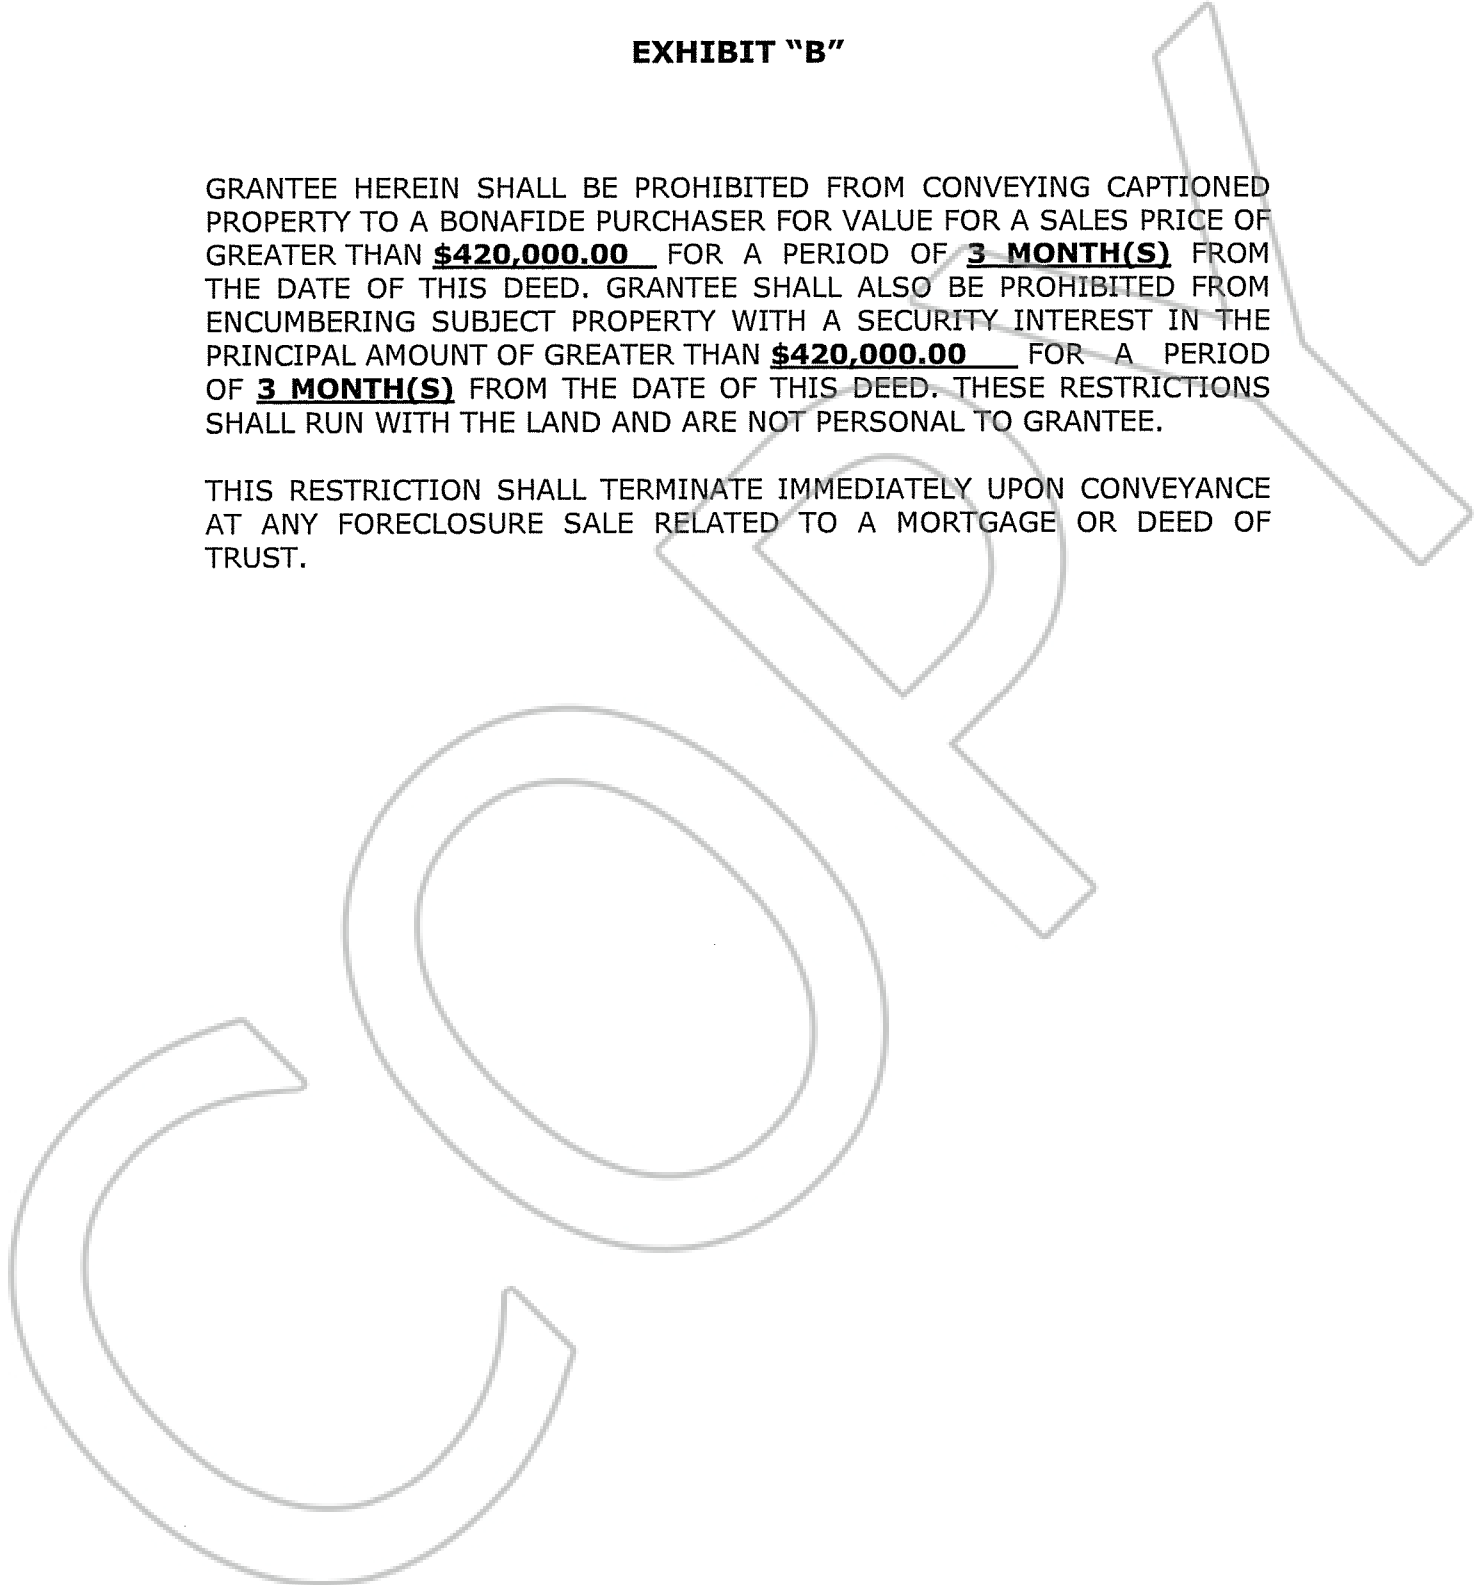 EXHIBIT “B”
GRANTEE HEREIN SHALL BE PROHIBITED FROM CONVEYING CAPTIONED
PROPERTY TO A BONAFIDE PURCHASER FOR VALUE FOR A SALES PRICE OF
GREATER THAN $420,000.00 FOR A PERIOD OF 3 MONTH(S) FROM
THE DATE OF THIS DEED. GRANTEE SHALL ALSO BE PROHIBITED FROM
ENCUMBERING SUBJECT PROPERTY WITH A SECURITY INTEREST IN THE
PRINCIPAL AMOUNT OF GREATER THAN $420,000.00 FOR A PERIOD
OF 3 MONTH(S) FROM THE DATE OF THIS DEED. THESE RESTRICTIONS
SHALL RUN WITH THE LAND AND ARE NOT PERSONAL TO GRANTEE.
THIS RESTRICTION SHALL TERMINATE IMMEDIATELY UPON CONVEYANCE
AT ANY FORECLOSURE SALE RELATED TO A MORTGAGE OR DEED OF
TRUST.
COPY